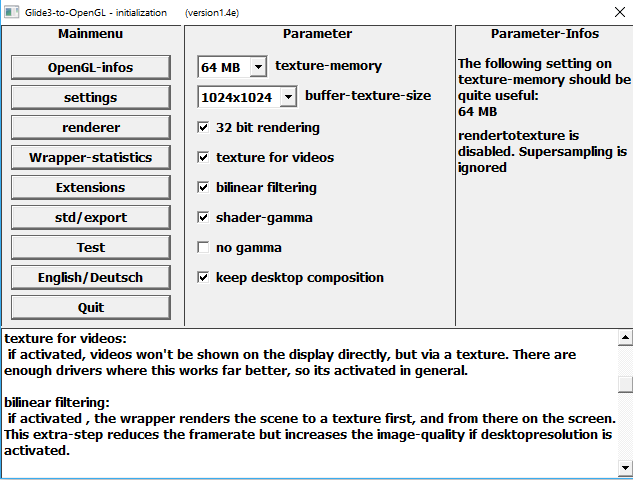 Glide3-to-OpenGL - initialization (version1.4e)
Mainmenu
OpenGL-infos
settings
renderer
Wrapper-statistics
Extensions
std/export
Test
English/Deutsch
Quit
Parameter
64 MB texture-memory
1024x1024 buffer-texture-size
32 bit rendering
texture for videos
bilinear filtering
shader-gamma
no gamma
keep desktop composition
Parameter-Infos
The following setting on
texture-memory should be
quite useful:
64 MB
rendertotexture is
disabled. Supersampling is
ignored
texture for videos:
if activated, videos won't be shown on the display directly, but via a texture. There are
enough drivers where this works far better, so its activated in general.
bilinear filtering:
if activated , the wrapper renders the scene to a texture first, and from there on the screen.
This extra-step reduces the framerate but increases the image-quality if desktopresolution is
activated.